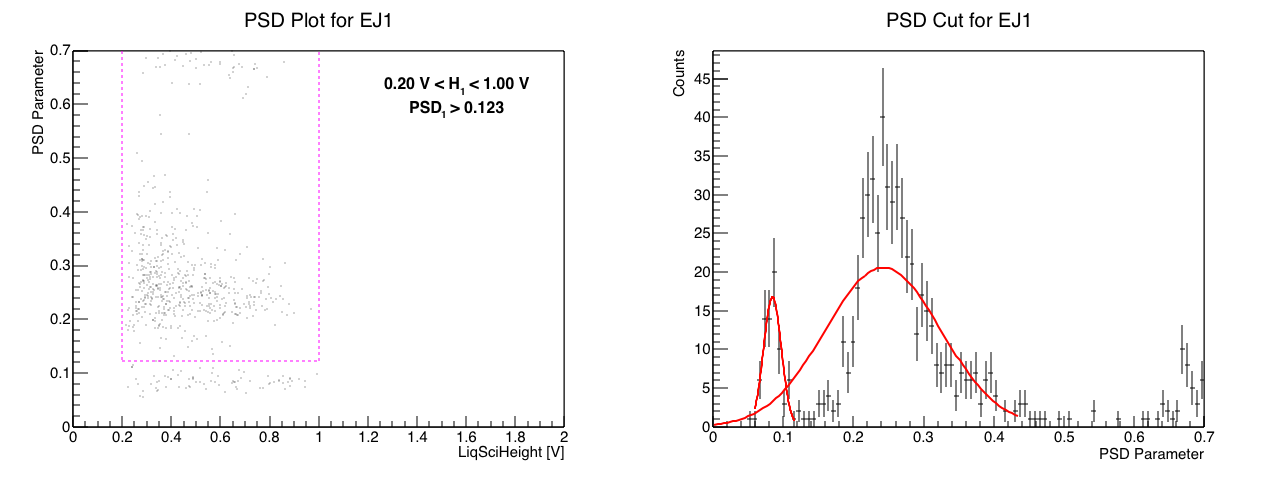 PSD Plot for EJ1
PSD Parameter
0.7
0.6
0.5
0.4
0.3
0.2
0.1
0
0.20 V < H1 < 1.00 V
PSD1 > 0.123
0 0.2 0.4 0.6 0.8 1 1.2 1.4 1.6 1.8 2
LiqSciHeight [V]
PSD Cut for EJ1
Counts
45
40
35
30
25
20
15
10
5
0
0 0.1 0.2 0.3 0.4 0.5 0.6 0.7
PSD Parameter